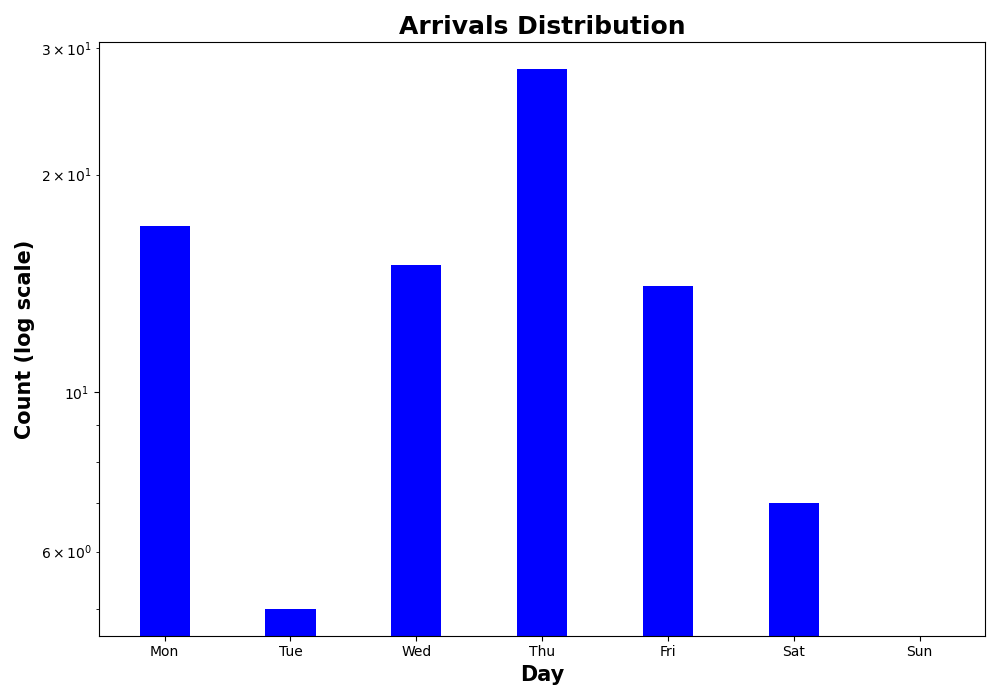 Arrivals Distribution
Count (log scale)
3 × 10¹
2 × 10¹
10¹
6 × 10⁰
Mon Tue Wed Thu Fri Sat Sun
Day